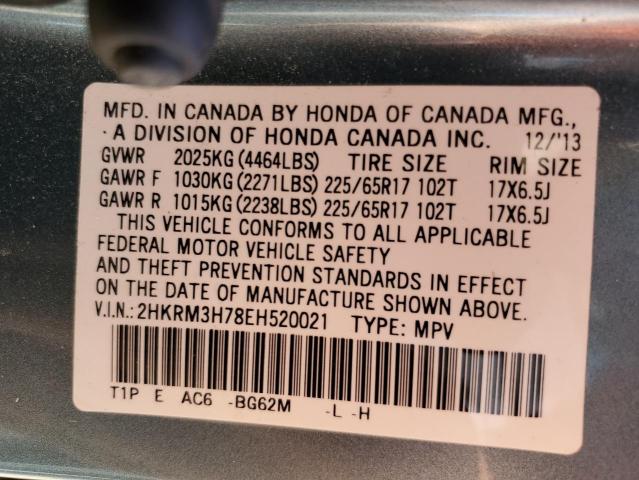 MFD. IN CANADA BY HONDA OF CANADA MFG.,
A DIVISION OF HONDA CANADA INC. 12/'13
GVWR 2025KG (4464LBS) TIRE SIZE RIM SIZE
GAWR F 1030KG (2271LBS) 225/65R17 102T 17X6.5J
GAWR R 1015KG (2238LBS) 225/65R17 102T 17X6.5J
THIS VEHICLE CONFORMS TO ALL APPLICABLE
FEDERAL MOTOR VEHICLE SAFETY
AND THEFT PREVENTION STANDARDS IN EFFECT
ON THE DATE OF MANUFACTURE SHOWN ABOVE.
V.I.N.: 2HKRM3H78EH520021 TYPE: MPV
T1P E AC6 -BG62M -L -H